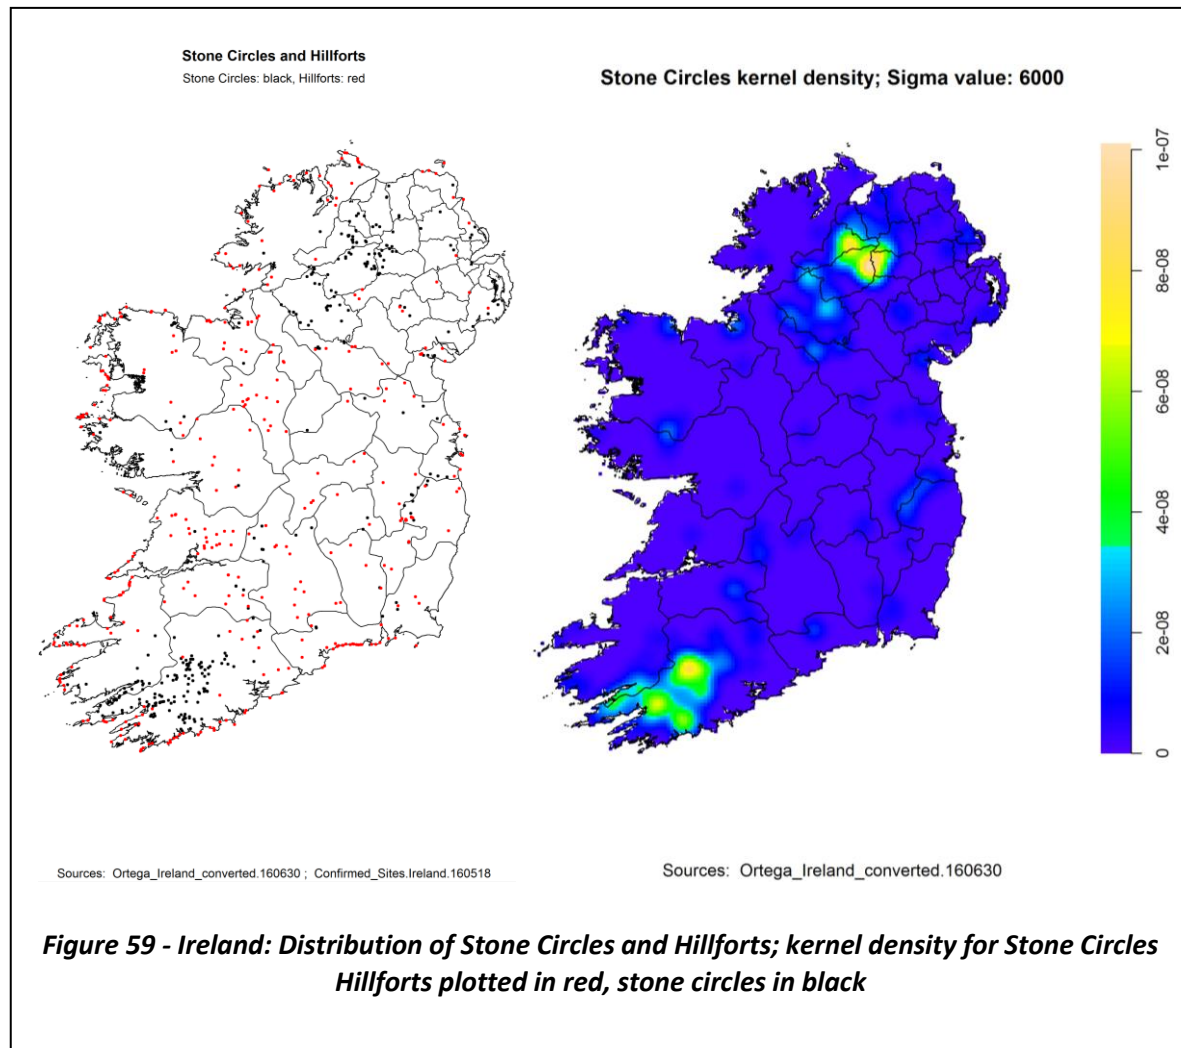 Stone Circles and Hillforts
Stone Circles: black, Hillforts: red
Stone Circles kernel density; Sigma value: 6000
1e-07
8e-08
6e-08
4e-08
2e-08
0
Sources: Ortega_Ireland_converted.160630 ; Confirmed_Sites.Ireland.160518
Sources: Ortega_Ireland_converted.160630
Figure 59 - Ireland: Distribution of Stone Circles and Hillforts; kernel density for Stone Circles
Hillforts plotted in red, stone circles in black